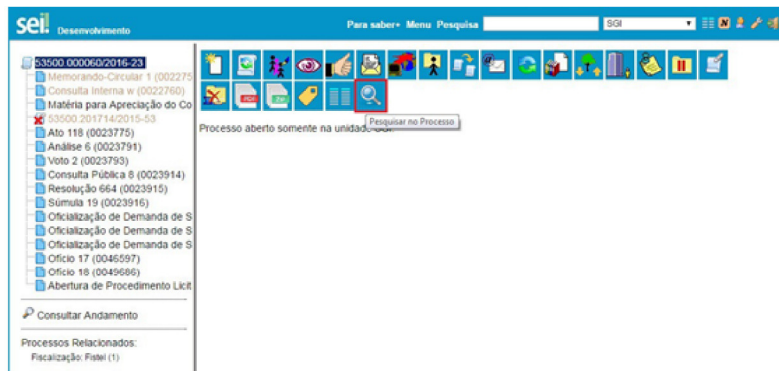 sei! Desenvolvimento
Para saber+ Menu Pesquisa
SGI
N
53500.000060/2016-23
Memorando-Circular 1 (002275
Consulta Interna w (0022760)
Matéria para Apreciação do Co
53500.201714/2015-53
Ato 118 (0023775)
Análise 6 (0023791)
Voto 2 (0023793)
Consulta Pública 8 (0023914)
Resolução 664 (0023915)
Súmula 19 (0023916)
Oficialização de Demanda de S
Oficialização de Demanda de S
Oficialização de Demanda de S
Ofício 17 (0046597)
Ofício 18 (0049686)
Abertura de Procedimento Licit
Consultar Andamento
Processos Relacionados:
Fiscalização: Fistel (1)
PDF
Pesquisar no Processo
Processo aberto somente na unidade SGI.